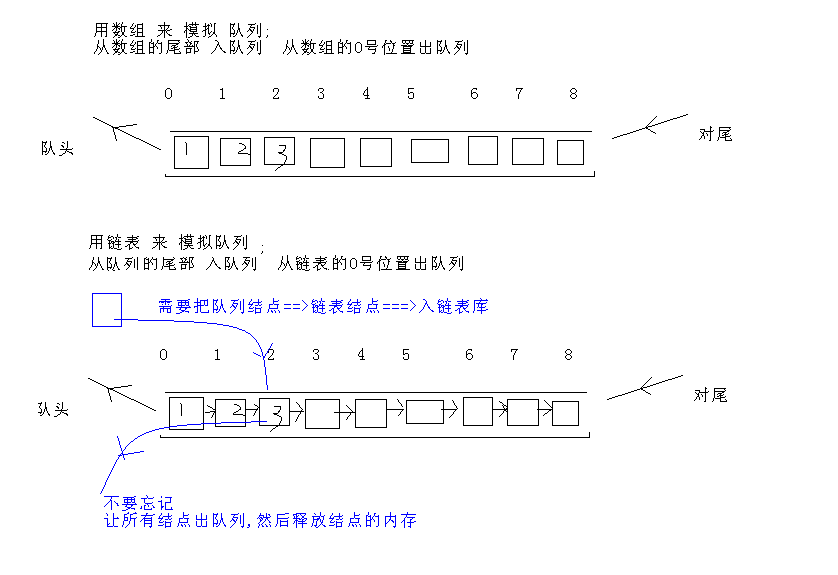 用数组 来 模拟 队列;
从数组的尾部 入队列 从数组的0号位置出队列
0 1 2 3 4 5 6 7 8
队头
对尾
1 2 3
用链表 来 模拟队列 ;
从队列的尾部 入队列 从链表的0号位置出队列
需要把队列结点==>链表结点===>入链表库
0 1 2 3 4 5 6 7 8
队头
对尾
1 2 3
不要忘记
让所有结点出队列,然后释放结点的内存